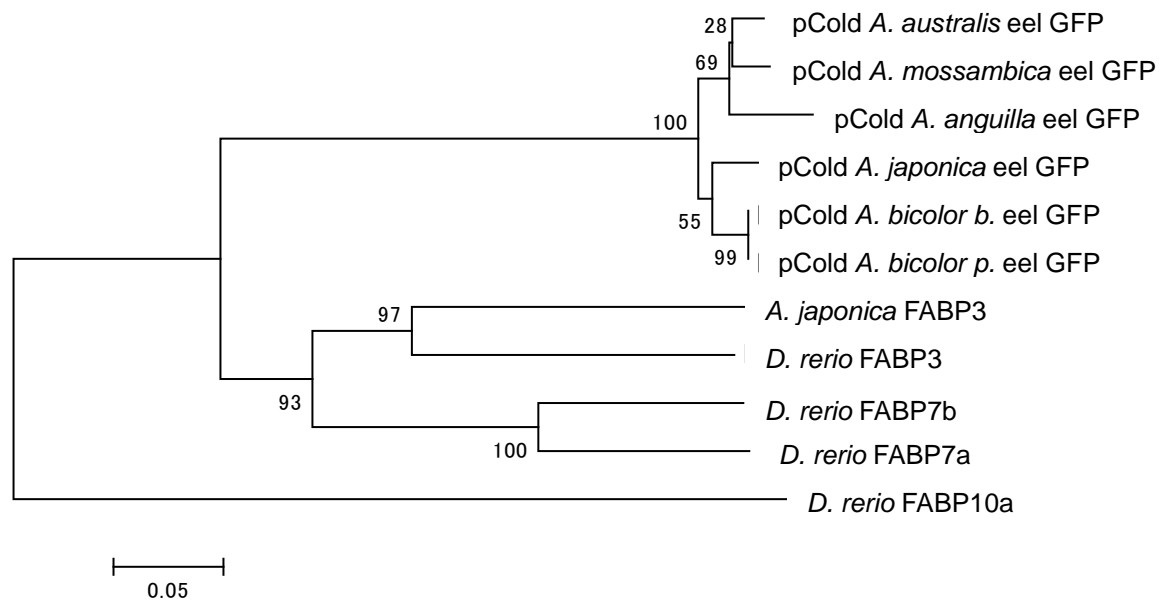 28
pCold A. australis eel GFP
69
pCold A. mossambica eel GFP
100
pCold A. anguilla eel GFP
pCold A. japonica eel GFP
55
pCold A. bicolor b. eel GFP
99
pCold A. bicolor p. eel GFP
97
A. japonica FABP3
D. rerio FABP3
93
D. rerio FABP7b
100
D. rerio FABP7a
D. rerio FABP10a
0.05